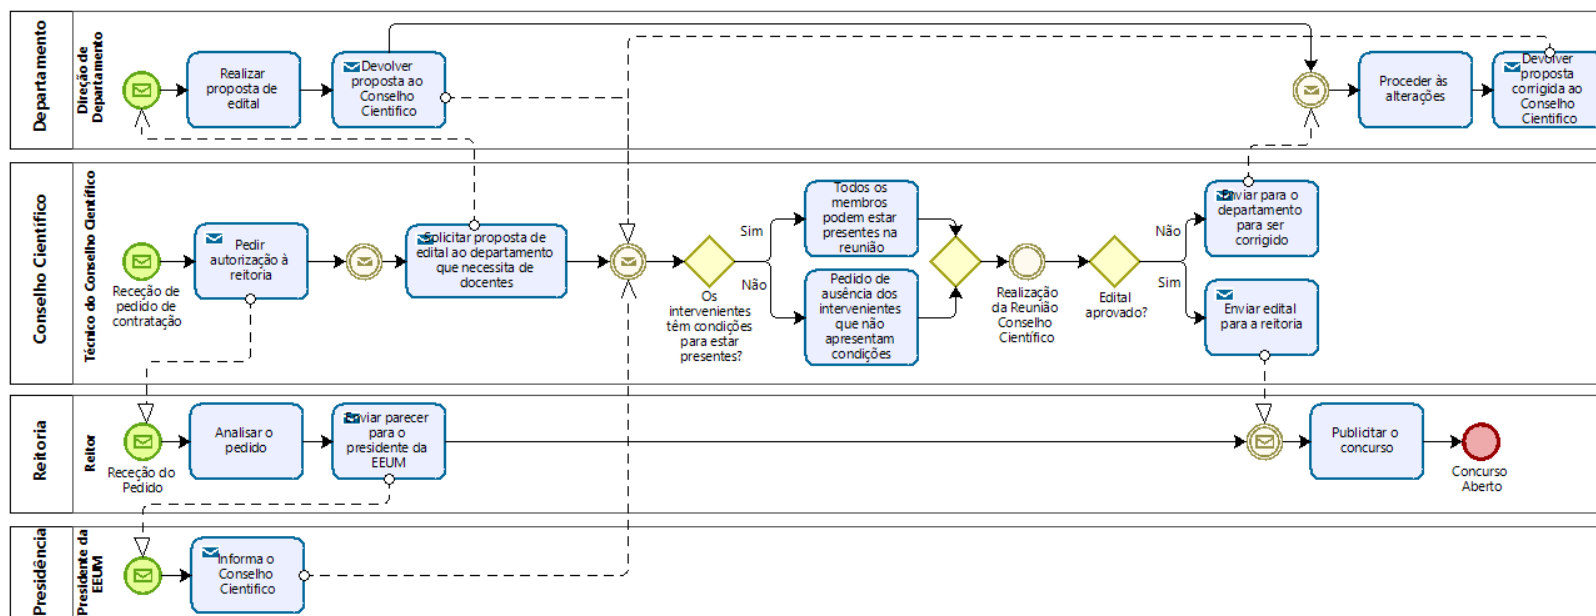 Departamento
Direção de
Departamento
Realizar
proposta de
edital
Devolver
proposta ao
Conselho
Cientifico
Proceder às
alterações
Devolver
proposta
corrigida ao
Conselho
Cientifico
Conselho Científico
Técnico do Conselho Científico
Receção de
pedido de
contratação
Pedir
autorização à
reitoria
Solicitar proposta de
edital ao departamento
que necessita de
docentes
Os
intervenientes
têm condições
para estar
presentes?
Sim
Não
Todos os
membros
podem estar
presentes na
reunião
Pedido de
ausência dos
intervenientes
que não
apresentam
condições
Realização
da Reunião
Conselho
Científico
Edital
aprovado?
Não
Sim
Enviar para o
departamento
para ser
corrigido
Enviar edital
para a reitoria
Reitoria
Reitor
Receção do
Pedido
Analisar o
pedido
Enviar parecer
para o
presidente da
EEUM
Publicitar o
concurso
Concurso
Aberto
Presidência
Presidente da
EEUM
Informa o
Conselho
Cientifico